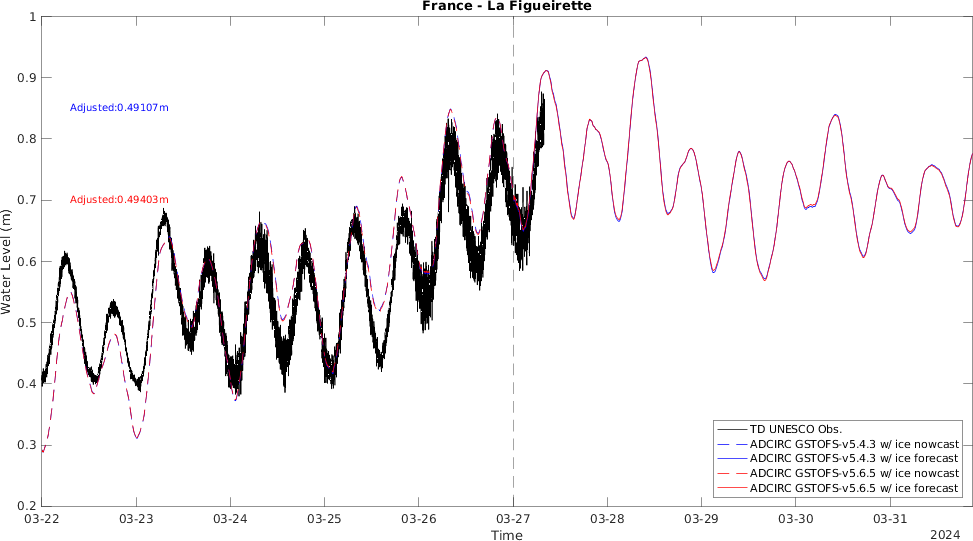 France - La Figueirette
1
0.9
0.8
0.7
0.6
0.5
0.4
0.3
0.2
Water Level (m)
Adjusted:0.49107m
Adjusted:0.49403m
TD UNESCO Obs.
ADCIRC GSTOFS-v5.4.3 w/ ice nowcast
ADCIRC GSTOFS-v5.4.3 w/ ice forecast
ADCIRC GSTOFS-v5.6.5 w/ ice nowcast
ADCIRC GSTOFS-v5.6.5 w/ ice forecast
03-22 03-23 03-24 03-25 03-26 03-27 03-28 03-29 03-30 03-31
Time
2024